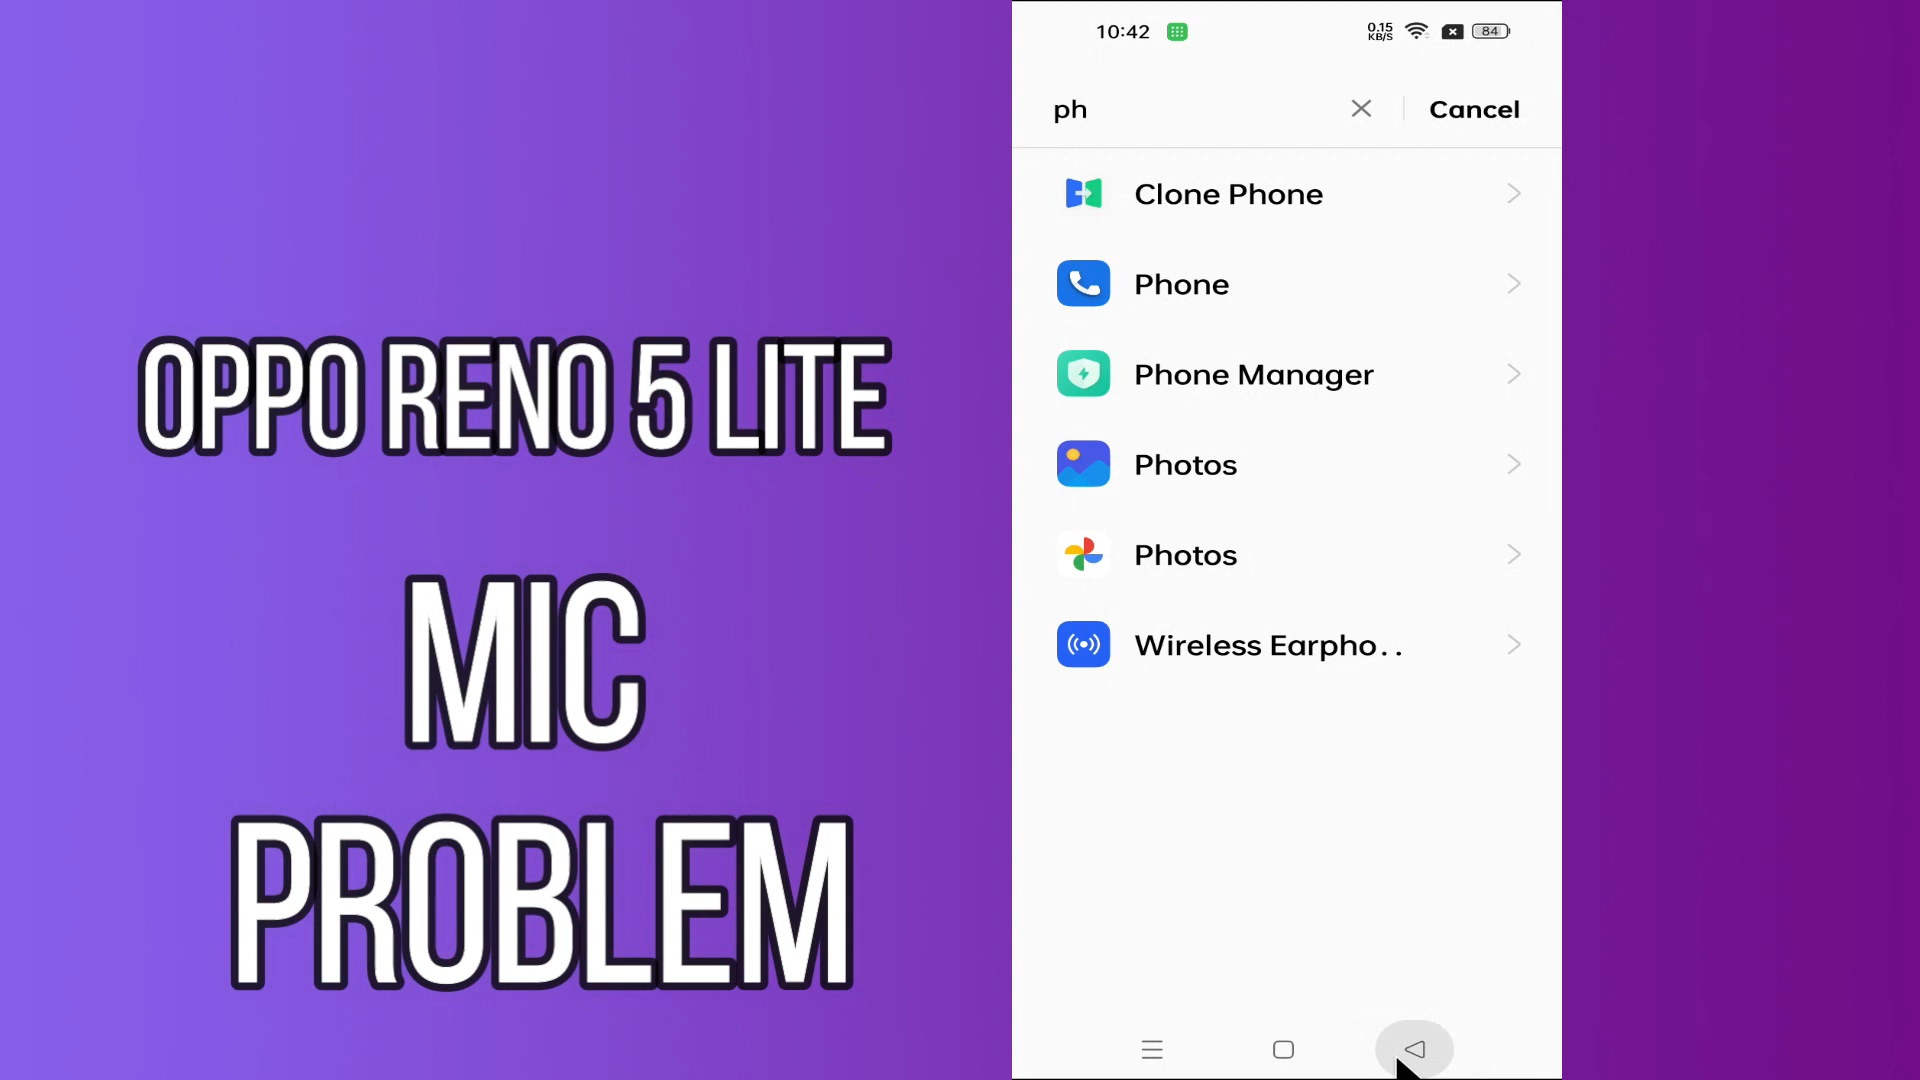 OPPO RENO 5 LITE
MIC
PROBLEM
10:42
0.15
KB/S
84
ph
Cancel
Clone Phone
Phone
Phone Manager
Photos
Photos
Wireless Earpho..